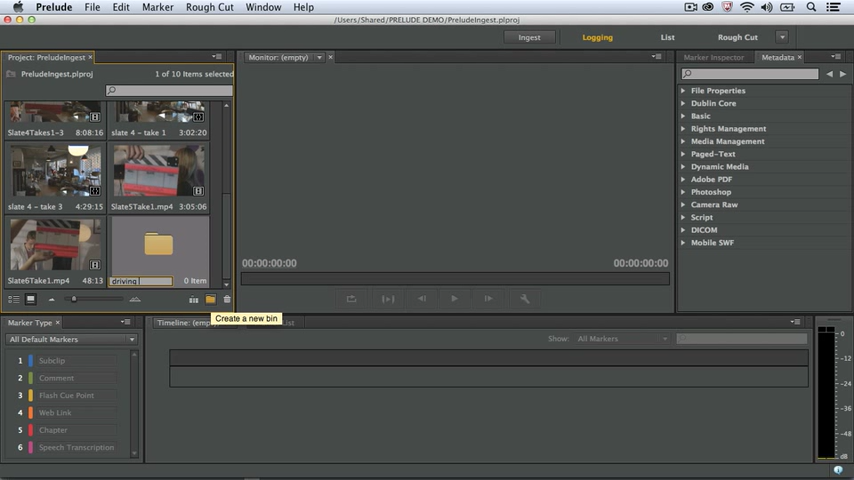 Prelude File Edit Marker Rough Cut Window Help
/Users/Shared/PRELUDE DEMO/PreludeIngest.plproj
Ingest Logging List Rough Cut
Project: PreludeIngest
PreludeIngest.plproj 1 of 10 Items selected
Slate4Takes1-3 8:08:16
slate 4 - take 1 3:02:20
slate 4 - take 3 4:29:15
Slate5Take1.mp4 3:05:06
Slate6Take1.mp4 48:13
driving 0 Item
Create a new bin
Monitor: (empty)
00:00:00:00 00:00:00:00
Marker Inspector Metadata
File Properties
Dublin Core
Basic
Rights Management
Media Management
Paged-Text
Dynamic Media
Adobe PDF
Photoshop
Camera Raw
Script
DICOM
Mobile SWF
Marker Type
All Default Markers
1 Subclip
2 Comment
3 Flash Cue Point
4 Web Link
5 Chapter
6 Speech Transcription
Timeline: (empty)
Show: All Markers
0
-12
-24
-36
-48
dB